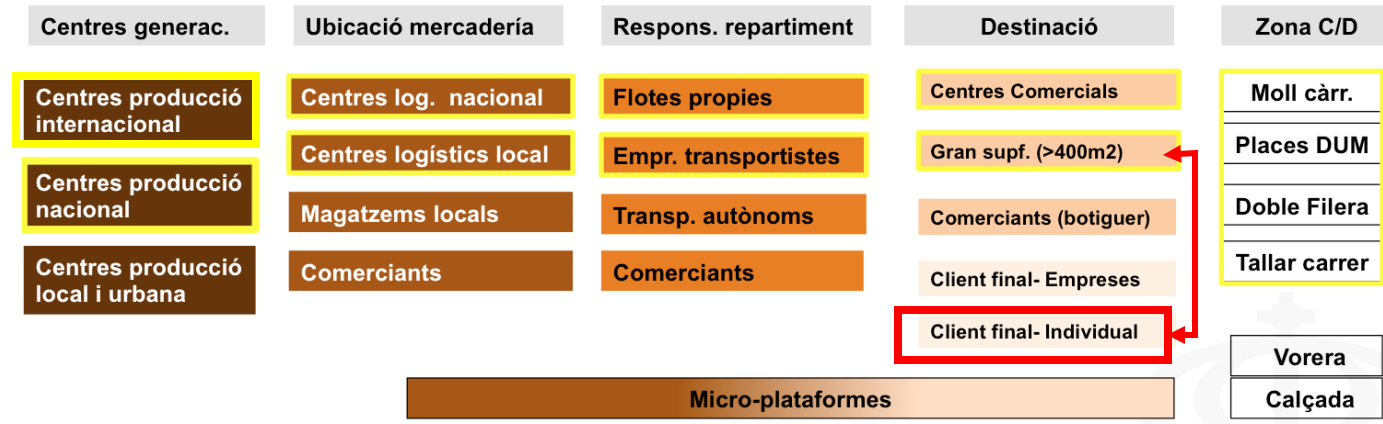 Centres generac.
Ubicació mercadería
Respons. repartiment
Destinació
Zona C/D
Centres producció
internacional
Centres producció
nacional
Centres producció
local i urbana
Centres log. nacional
Centres logístics local
Magatzems locals
Comerciants
Flotes propies
Empr. transportistes
Transp. autònoms
Comerciants
Centres Comercials
Gran supf. (>400m2)
Comerciants (botiguer)
Client final- Empreses
Client final- Individual
Moll càrr.
Places DUM
Doble Filera
Tallar carrer
Vorera
Calçada
Micro-plataformes